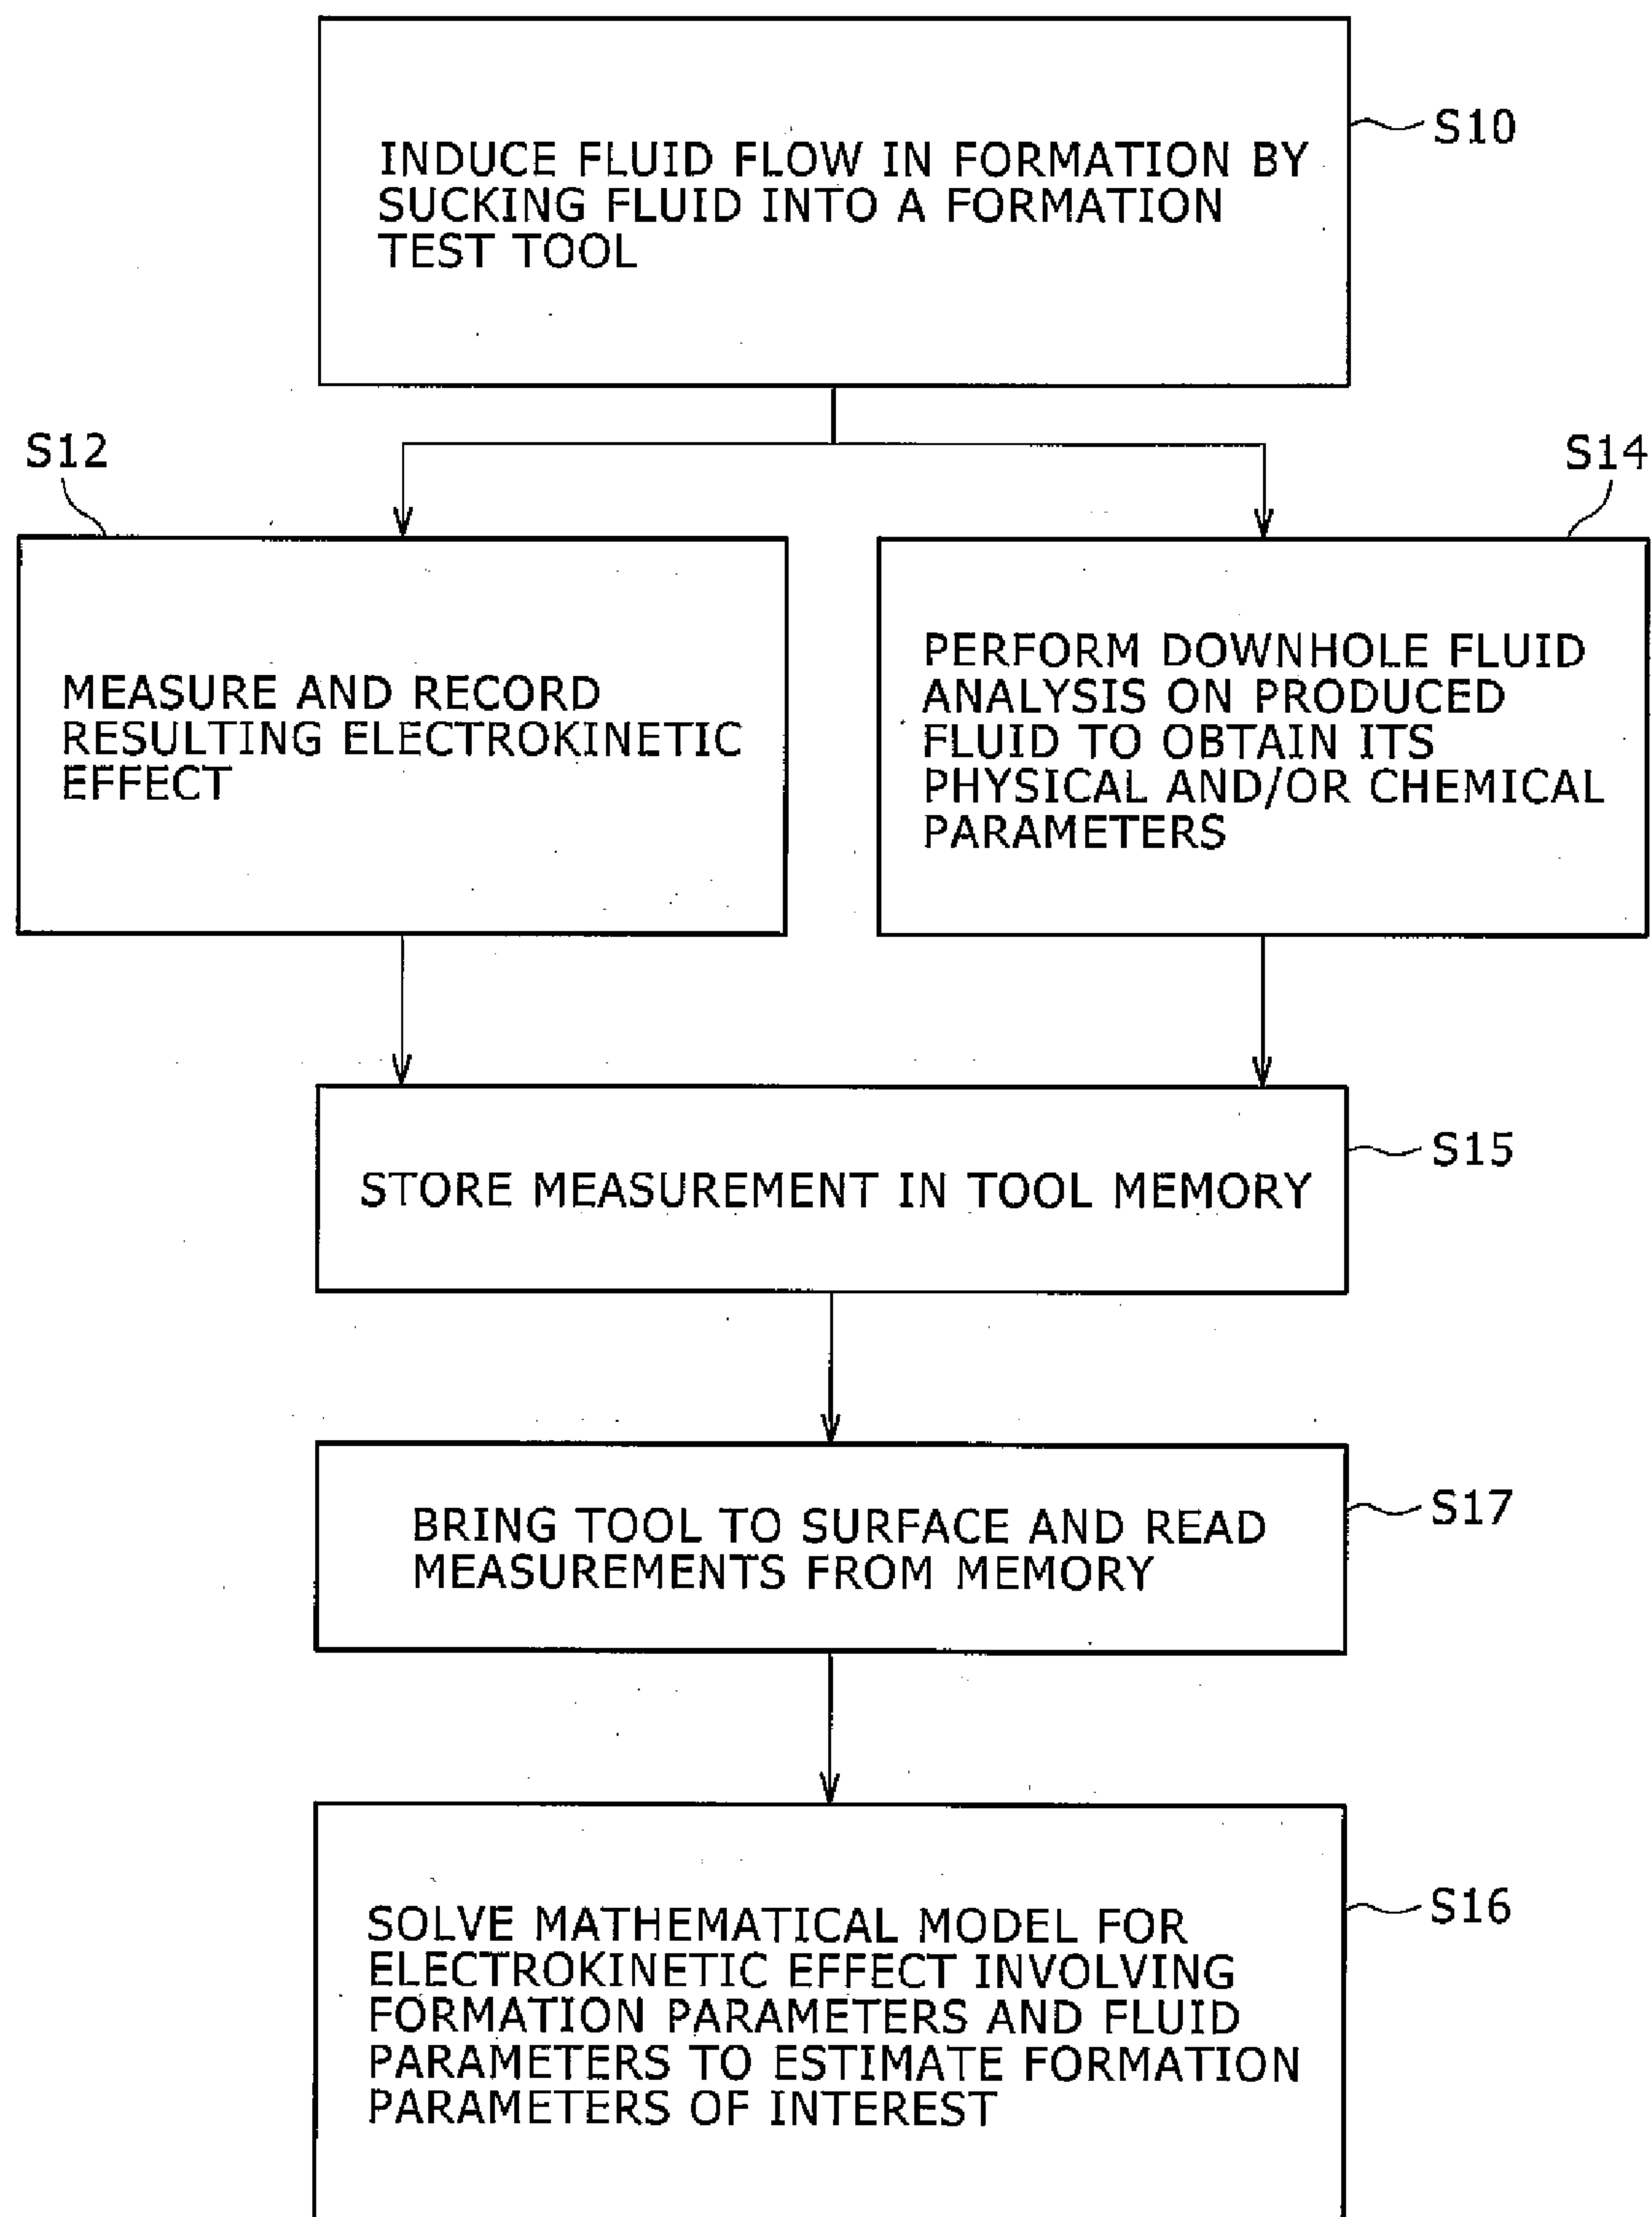 INDUCE FLUID FLOW IN FORMATION BY
SUCKING FLUID INTO A FORMATION
TEST TOOL
S10
S12
MEASURE AND RECORD
RESULTING ELECTROKINETIC
EFFECT
S14
PERFORM DOWNHOLE FLUID
ANALYSIS ON PRODUCED
FLUID TO OBTAIN ITS
PHYSICAL AND/OR CHEMICAL
PARAMETERS
STORE MEASUREMENT IN TOOL MEMORY
S15
BRING TOOL TO SURFACE AND READ
MEASUREMENTS FROM MEMORY
S17
SOLVE MATHEMATICAL MODEL FOR
ELECTROKINETIC EFFECT INVOLVING
FORMATION PARAMETERS AND FLUID
PARAMETERS TO ESTIMATE FORMATION
PARAMETERS OF INTEREST
S16